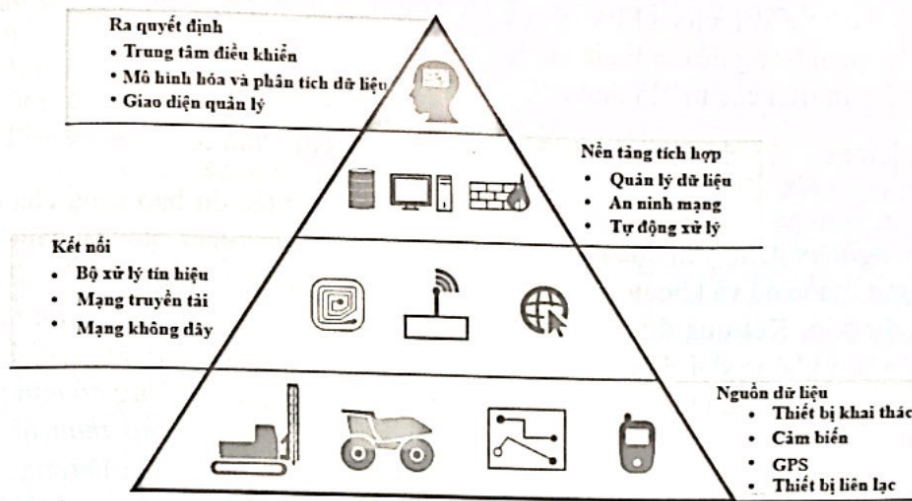 Ra quyết định
• Trung tâm điều khiển
• Mô hình hóa và phân tích dữ liệu
• Giao diện quản lý
Nền tảng tích hợp
• Quản lý dữ liệu
• An ninh mạng
• Tự động xử lý
Kết nối
• Bộ xử lý tín hiệu
• Mạng truyền tải
• Mạng không dây
Nguồn dữ liệu
• Thiết bị khai thác
• Cảm biến
• GPS
• Thiết bị liên lạc